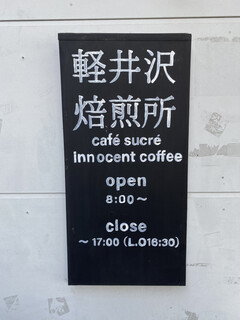 軽井沢
焙煎所
café sucré
innocent coffee
open
8:00～
close
～17:00 (L.O16:30)